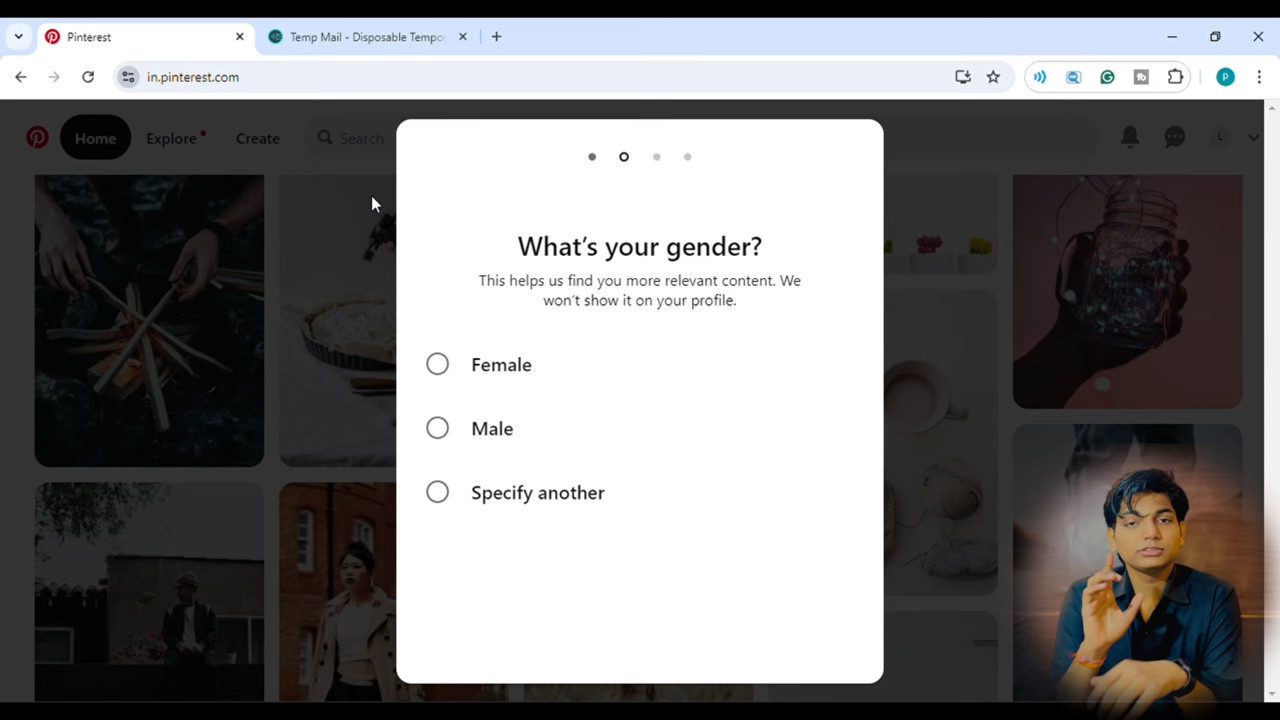 Pinterest
Temp Mail - Disposable Tempo
in.pinterest.com
Home
Explore
Create
Search
L
What's your gender?
This helps us find you more relevant content. We
won't show it on your profile.
Female
Male
Specify another